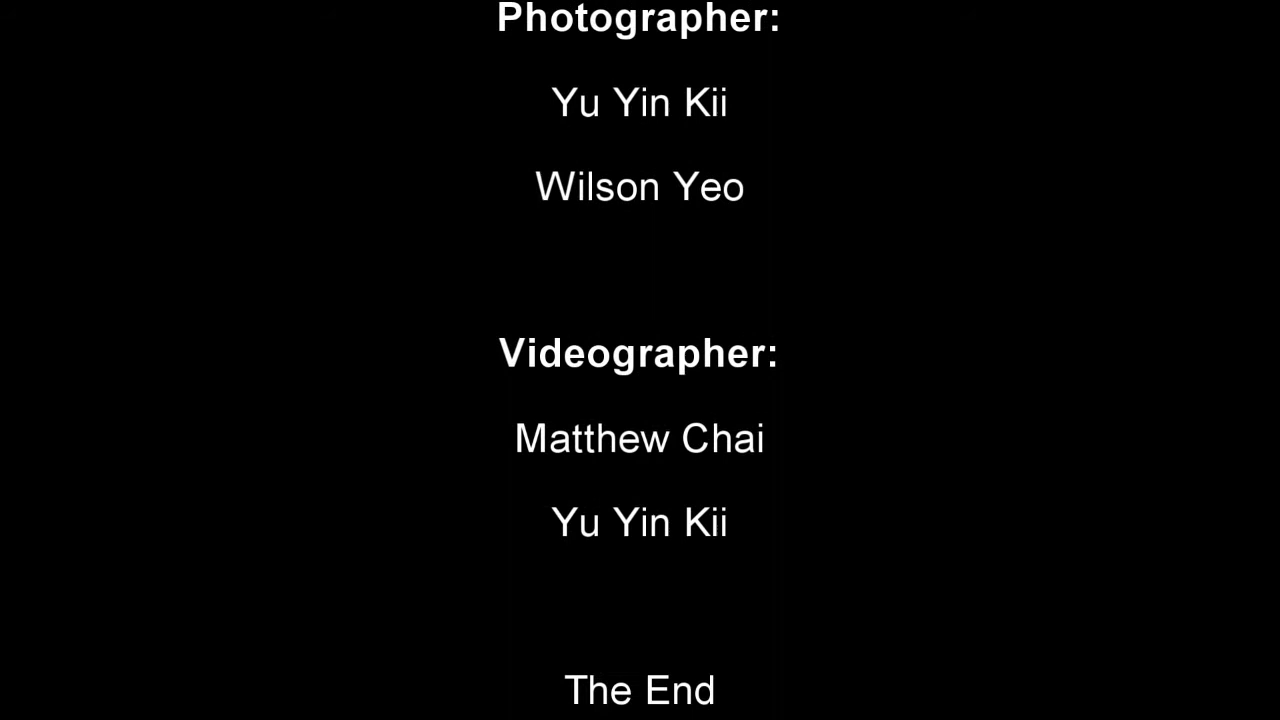 Photographer:
Yu Yin Kii
Wilson Yeo
Videographer:
Matthew Chai
Yu Yin Kii
The End